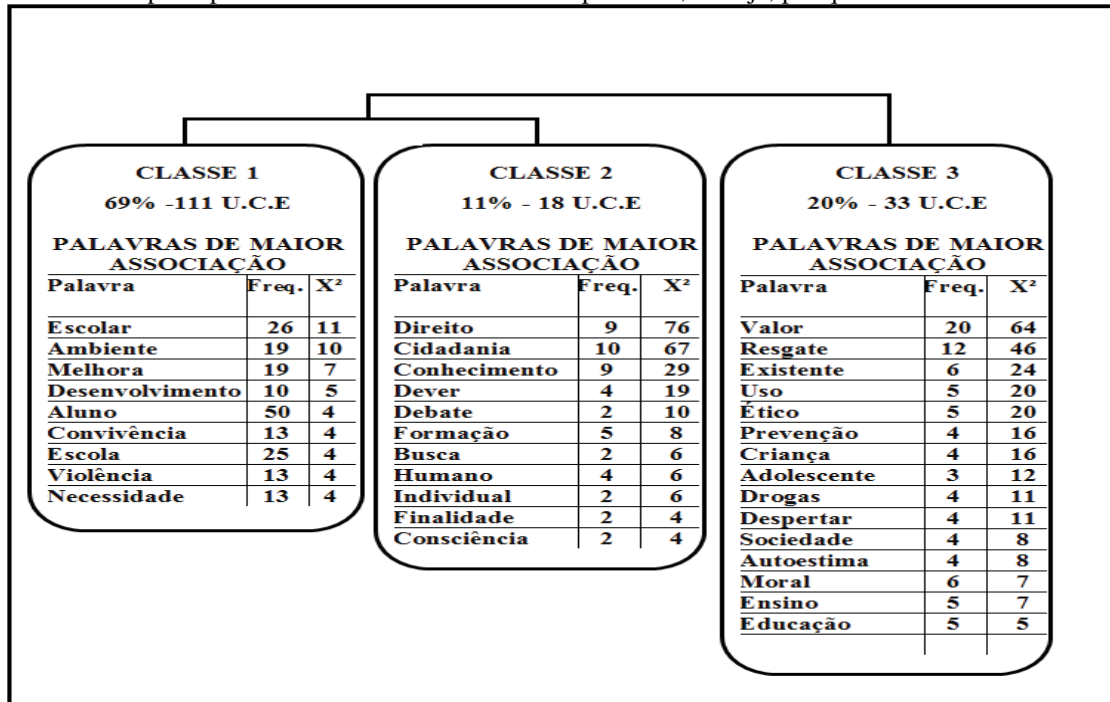 CLASSE 1
69% -111 U.C.E
PALAVRAS DE MAIOR
ASSOCIAÇÃO
Palavra Freq. X²
Escolar 26 11
Ambiente 19 10
Melhora 19 7
Desenvolvimento 10 5
Aluno 50 4
Convivência 13 4
Escola 25 4
Violência 13 4
Necessidade 13 4
CLASSE 2
11% - 18 U.C.E
PALAVRAS DE MAIOR
ASSOCIAÇÃO
Palavra Freq. X²
Direito 9 76
Cidadania 10 67
Conhecimento 9 29
Dever 4 19
Debate 2 10
Formação 5 8
Busca 2 6
Humano 4 6
Individual 2 6
Finalidade 2 4
Consciência 2 4
CLASSE 3
20% - 33 U.C.E
PALAVRAS DE MAIOR
ASSOCIAÇÃO
Palavra Freq. X²
Valor 20 64
Resgate 12 46
Existente 6 24
Uso 5 20
Ético 5 20
Prevenção 4 16
Criança 4 16
Adolescente 3 12
Drogas 4 11
Despertar 4 11
Sociedade 4 8
Autoestima 4 8
Moral 6 7
Ensino 5 7
Educação 5 5